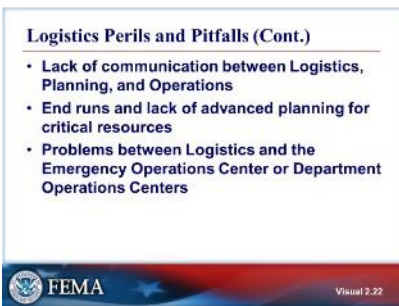 Logistics Perils and Pitfalls (Cont.)
• Lack of communication between Logistics,
Planning, and Operations
• End runs and lack of advanced planning for
critical resources
• Problems between Logistics and the
Emergency Operations Center or Department
Operations Centers
FEMA
Visual 2.22